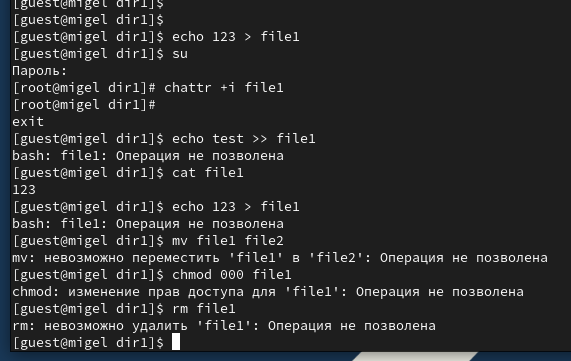 [guest@migel dir1]$
[guest@migel dir1]$
[guest@migel dir1]$ echo 123 > file1
[guest@migel dir1]$ su
Пароль:
[root@migel dir1]# chattr +i file1
[root@migel dir1]#
exit
[guest@migel dir1]$ echo test >> file1
bash: file1: Операция не позволена
[guest@migel dir1]$ cat file1
123
[guest@migel dir1]$ echo 123 > file1
bash: file1: Операция не позволена
[guest@migel dir1]$ mv file1 file2
mv: невозможно переместить 'file1' в 'file2': Операция не позволена
[guest@migel dir1]$ chmod 000 file1
chmod: изменение прав доступа для 'file1': Операция не позволена
[guest@migel dir1]$ rm file1
rm: невозможно удалить 'file1': Операция не позволена
[guest@migel dir1]$